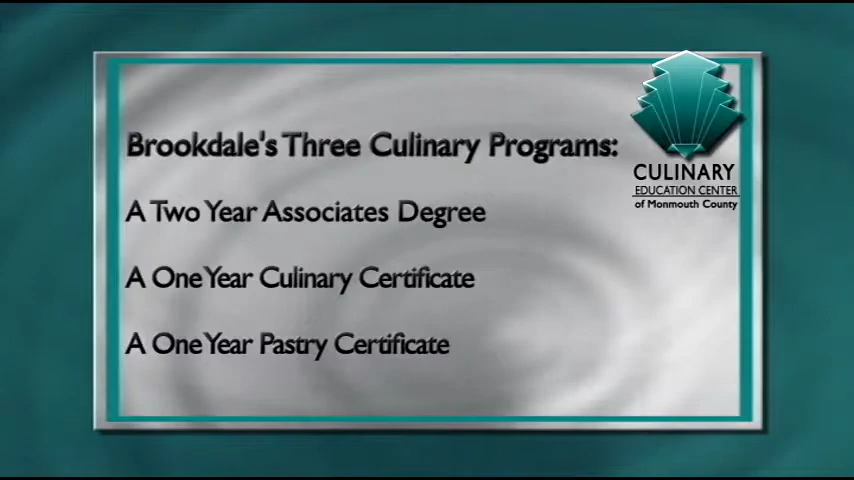 Brookdale's Three Culinary Programs:
A Two Year Associates Degree
A One Year Culinary Certificate
A One Year Pastry Certificate
CULINARY
EDUCATION CENTER
of Monmouth County